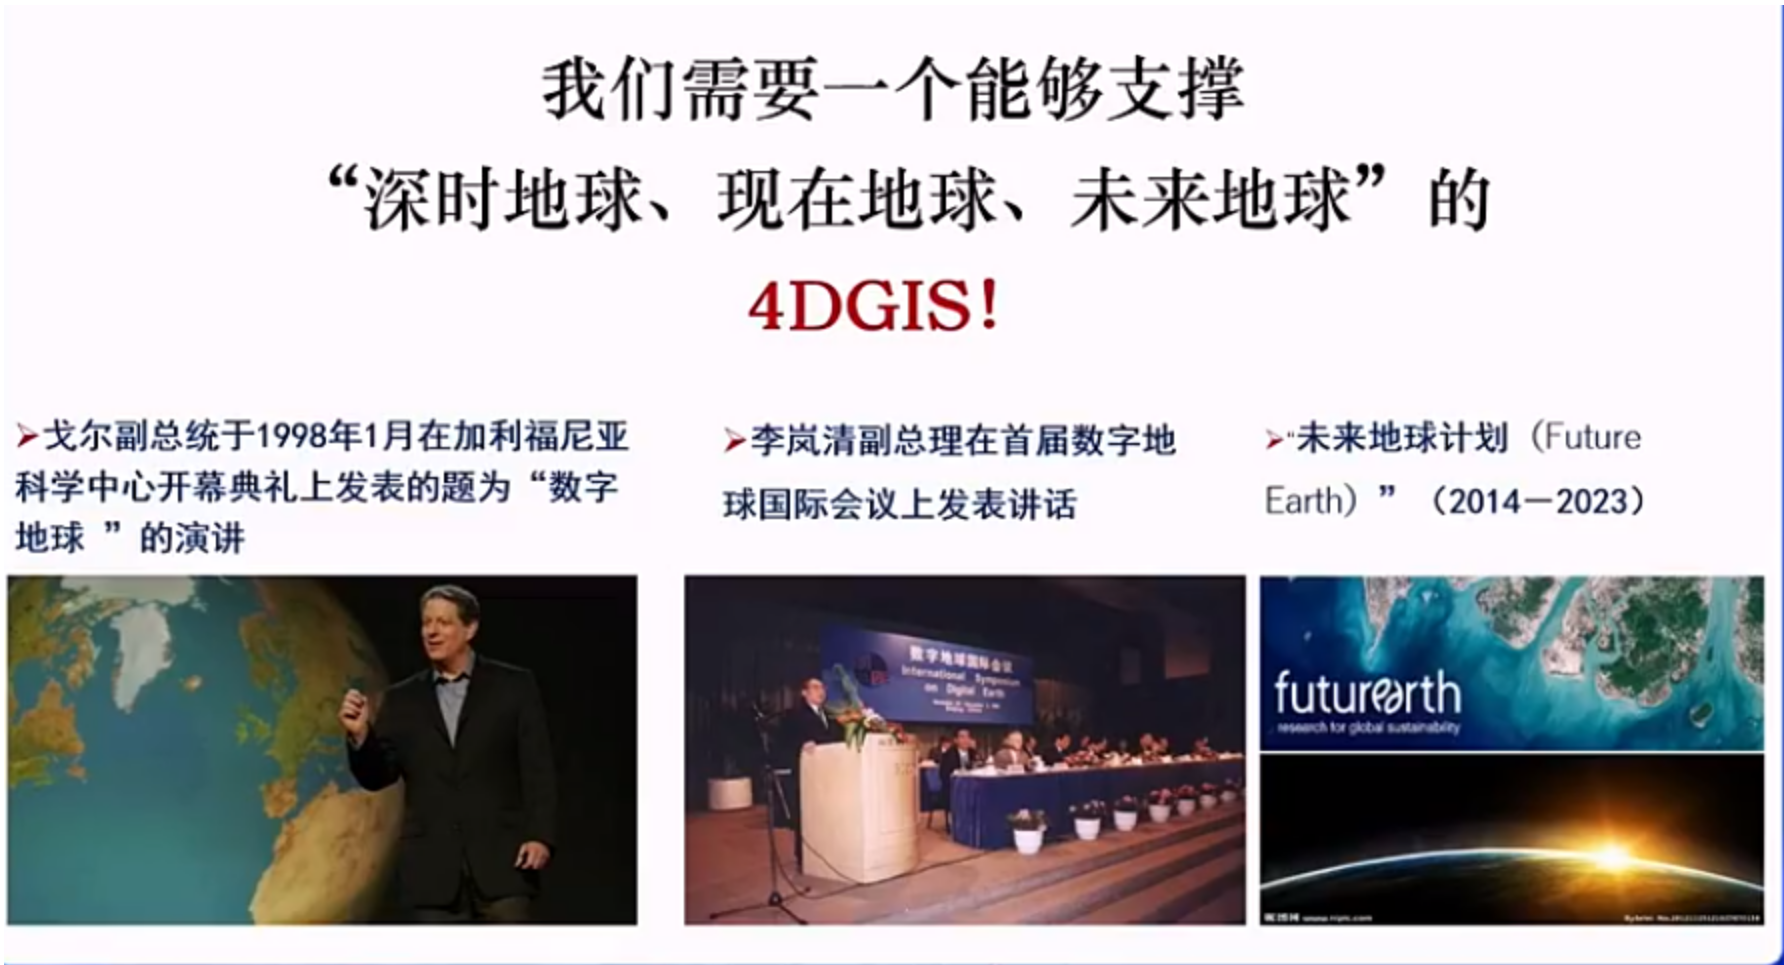 我们需要一个能够支撑
“深时地球、现在地球、未来地球”的
4DGIS！
➢戈尔副总统于1998年1月在加利福尼亚
科学中心开幕典礼上发表的题为“数字
地球 ”的演讲
➢李岚清副总理在首届数字地
球国际会议上发表讲话
➢“未来地球计划（Future
Earth）”（2014－2023）
数字地球国际会议
International Symposium
on Digital Earth
futurearth
research for global sustainability
昵图网 www.nipic.com